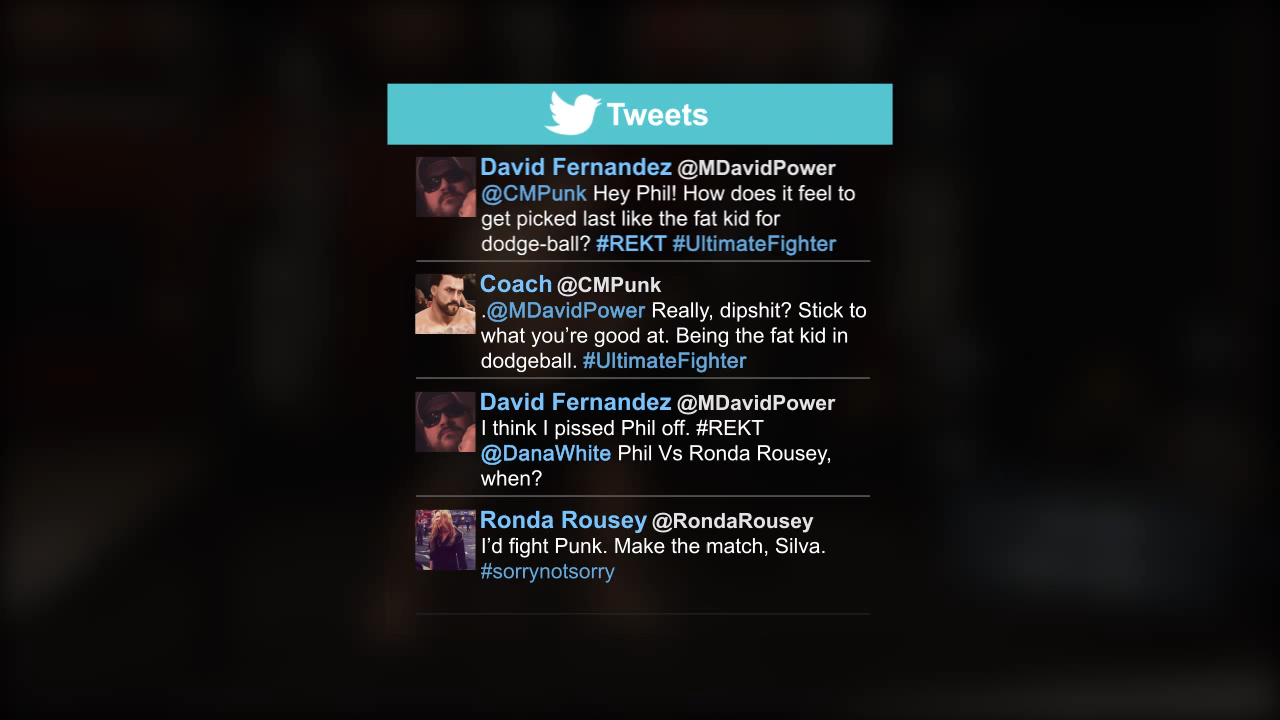 Tweets
David Fernandez @MDavidPower
@CMPunk Hey Phil! How does it feel to
get picked last like the fat kid for
dodge-ball? #REKT #UltimateFighter
Coach @CMPunk
.@MDavidPower Really, dipshit? Stick to
what you’re good at. Being the fat kid in
dodgeball. #UltimateFighter
David Fernandez @MDavidPower
I think I pissed Phil off. #REKT
@DanaWhite Phil Vs Ronda Rousey,
when?
Ronda Rousey @RondaRousey
I’d fight Punk. Make the match, Silva.
#sorrynotsorry